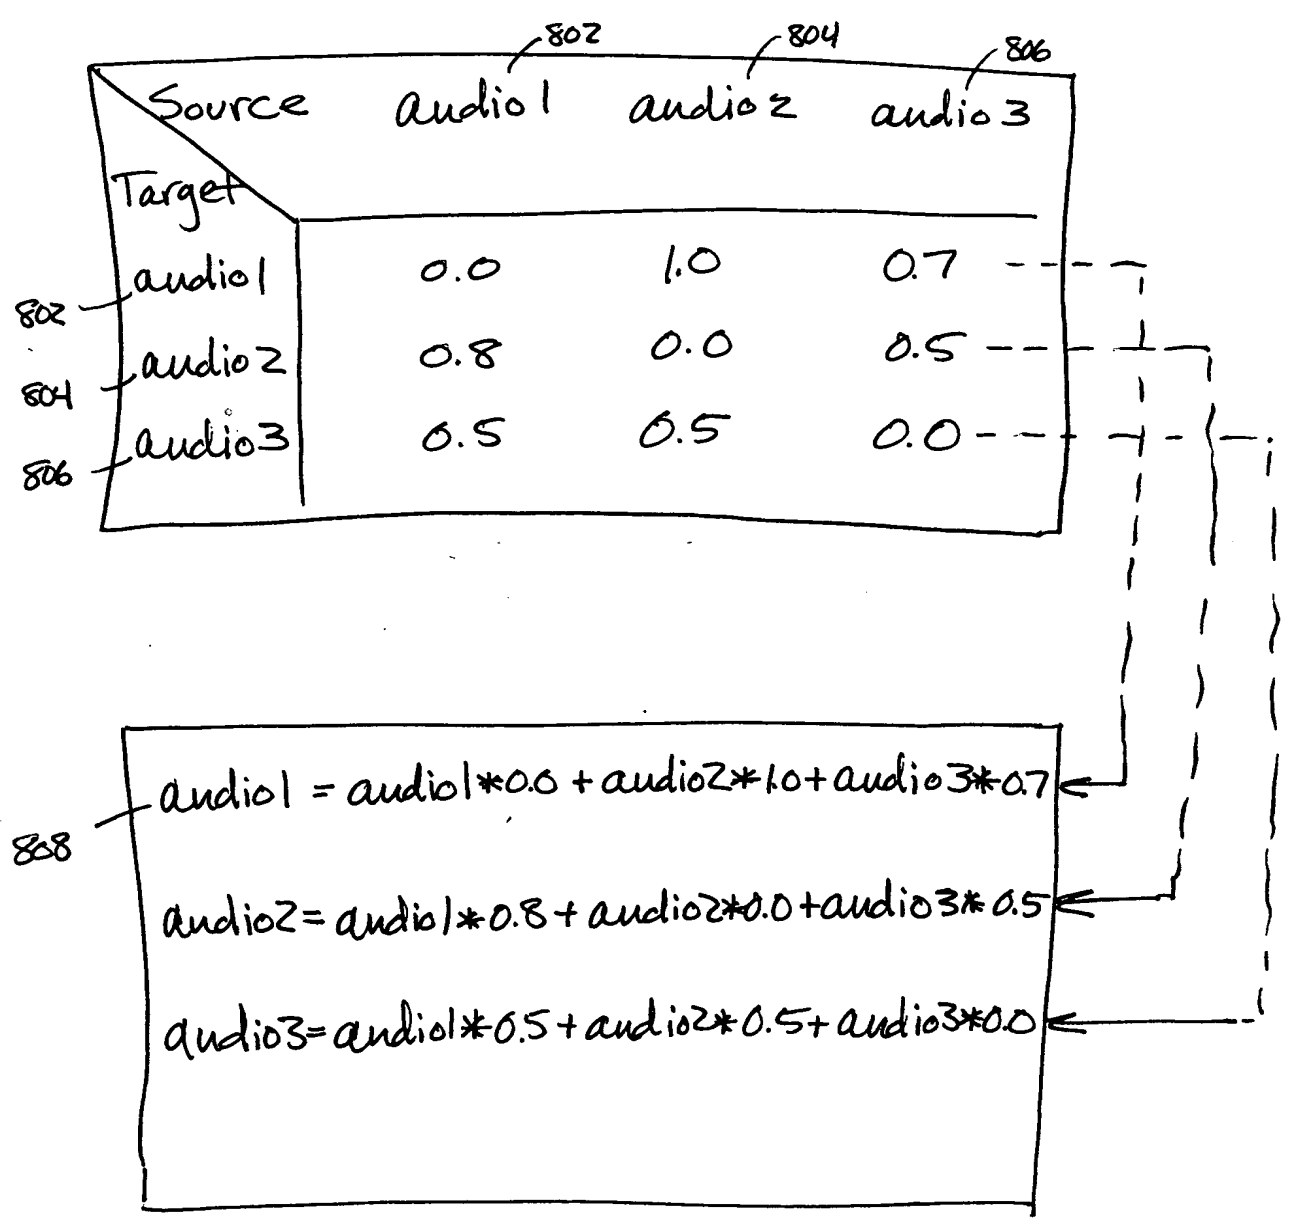 802 804 806
Source audio1 audio2 audio3
Target
audio1 0.0 1.0 0.7
802
audio2 0.8 0.0 0.5
804
audio3 0.5 0.5 0.0
806
audio1 = audio1*0.0 + audio2*1.0+audio3*0.7
808
audio2=audio1*0.8+audio2*0.0+audio3*0.5
audio3=audio1*0.5+audio2*0.5+audio3*0.0